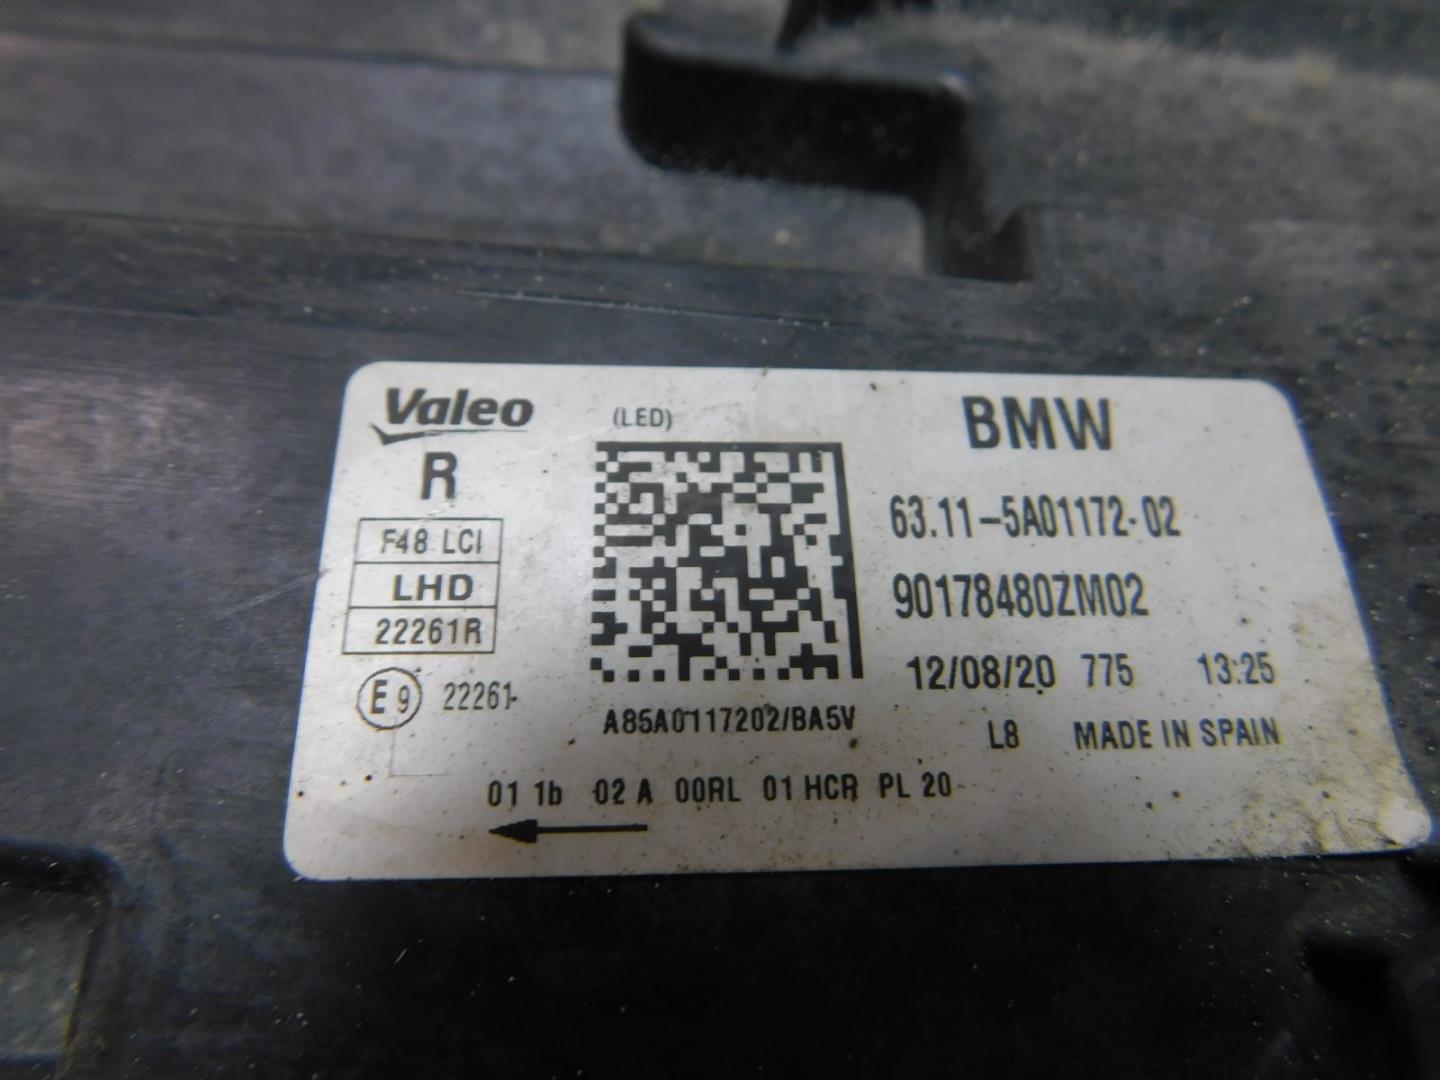 Valeo
(LED)
BMW
R
F48 LCI
LHD
22261R
E9 22261
63.11-5A01172-02
90178480ZM02
12/08/20 775 13:25
A85A0117202/BA5V
L8 MADE IN SPAIN
01 1b 02 A 00RL 01 HCR PL 20